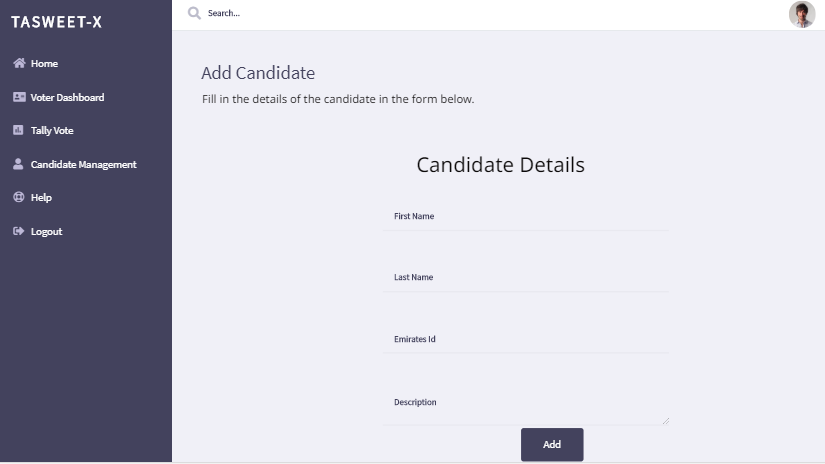 TASWEET-X
Search...
Home
Voter Dashboard
Tally Vote
Candidate Management
Help
Logout
Add Candidate
Fill in the details of the candidate in the form below.
Candidate Details
First Name
Last Name
Emirates Id
Description
Add